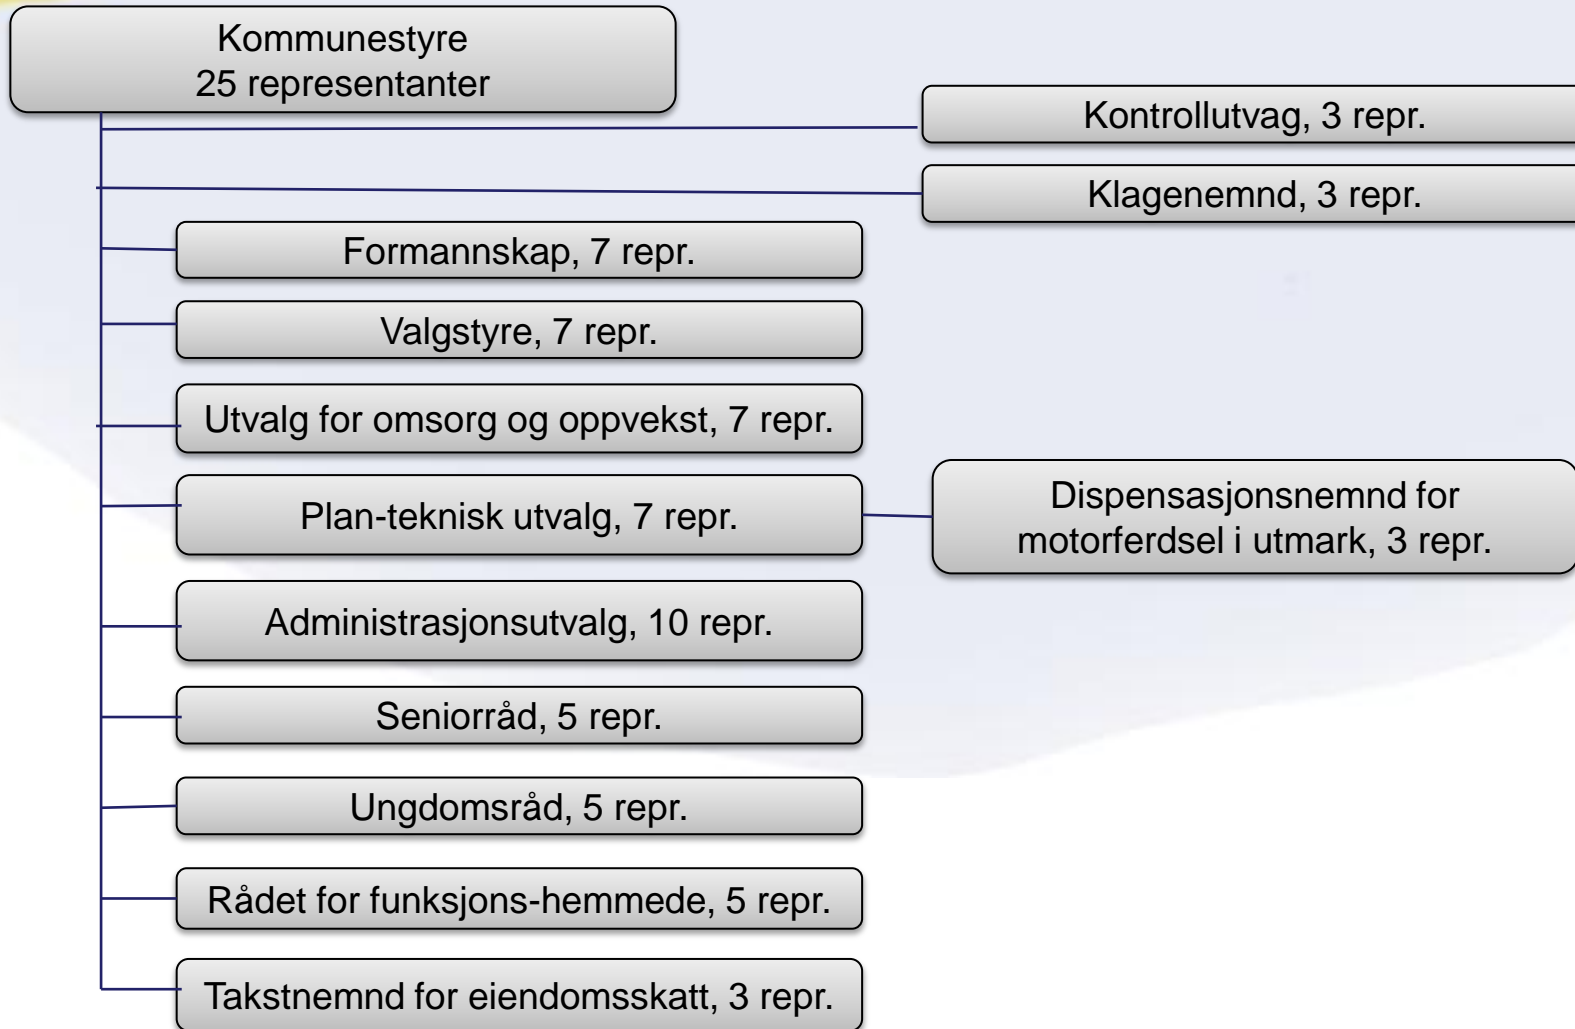 Kommunestyre
25 representanter
Kontrollutvag, 3 repr.
Klagenemnd, 3 repr.
Formannskap, 7 repr.
Valgstyre, 7 repr.
Utvalg for omsorg og oppvekst, 7 repr.
Plan-teknisk utvalg, 7 repr.
Dispensasjonsnemnd for
motorferdsel i utmark, 3 repr.
Administrasjonsutvalg, 10 repr.
Seniorråd, 5 repr.
Ungdomsråd, 5 repr.
Rådet for funksjons-hemmede, 5 repr.
Takstnemnd for eiendomsskatt, 3 repr.